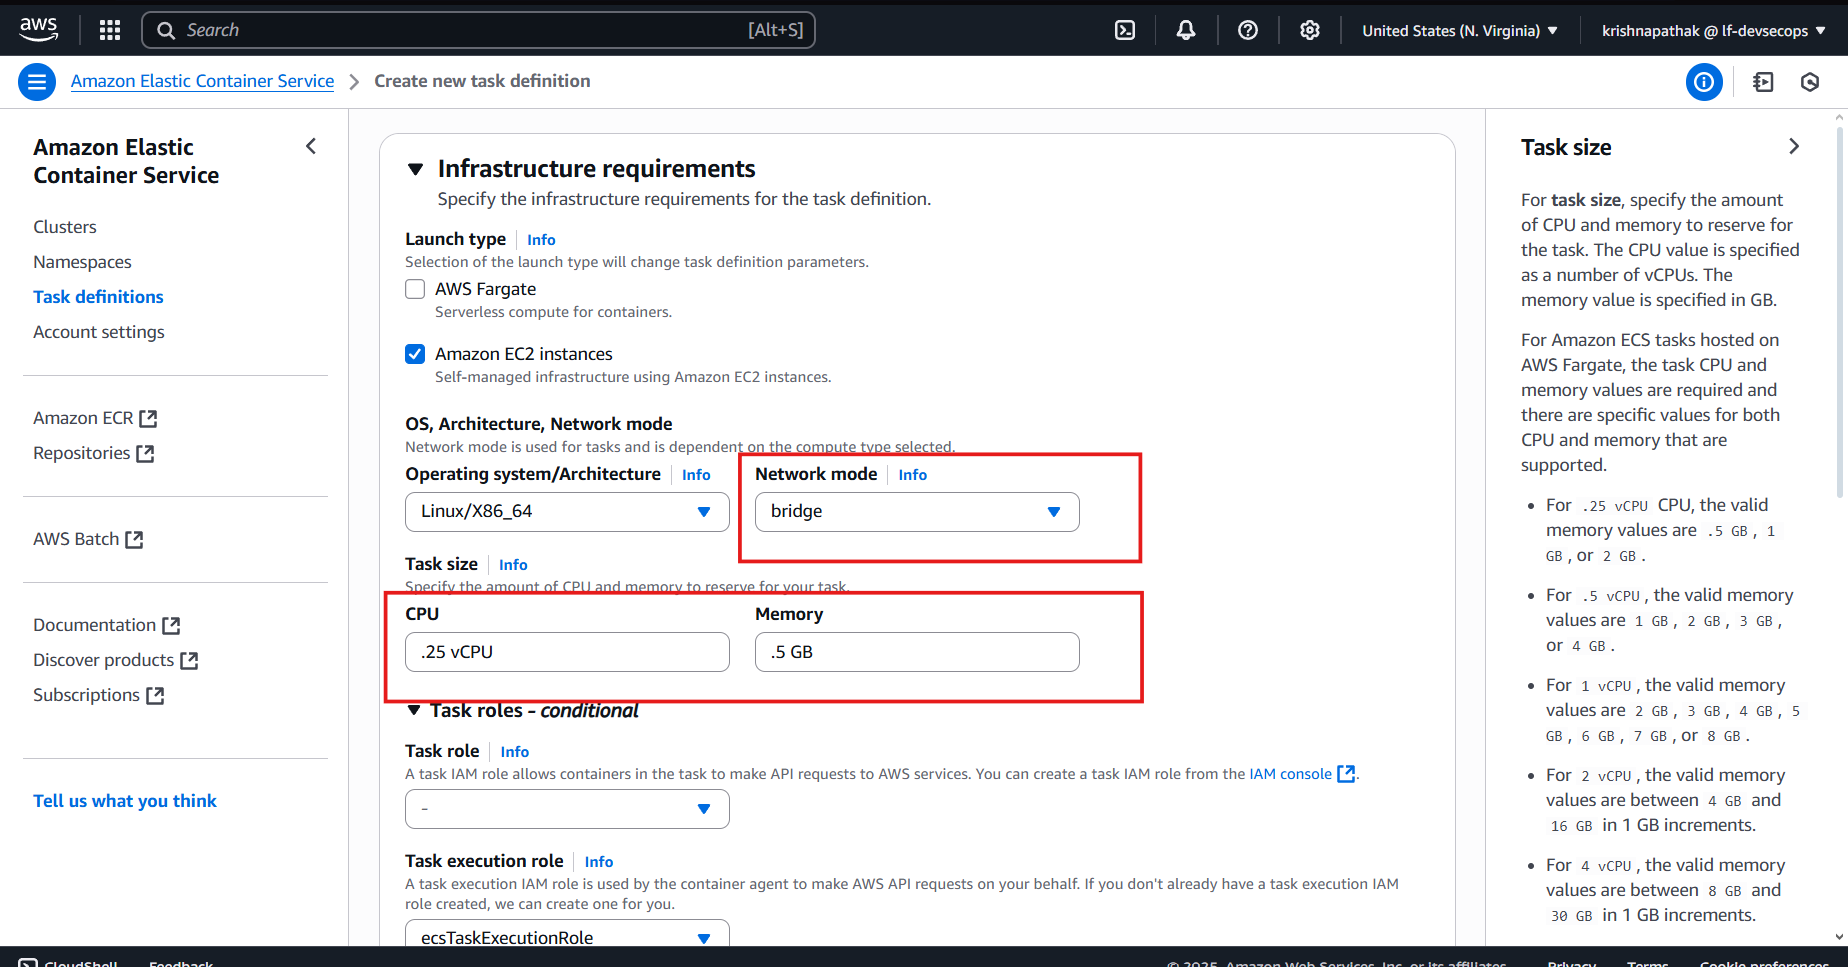 aws
Search
[Alt+S]
United States (N. Virginia)
krishnapathak @ lf-devsecops
Amazon Elastic Container Service
Create new task definition
Amazon Elastic
Container Service
Clusters
Namespaces
Task definitions
Account settings
Amazon ECR
Repositories
AWS Batch
Documentation
Discover products
Subscriptions
Tell us what you think
Infrastructure requirements
Specify the infrastructure requirements for the task definition.
Launch type
Info
Selection of the launch type will change task definition parameters.
AWS Fargate
Serverless compute for containers.
Amazon EC2 instances
Self-managed infrastructure using Amazon EC2 instances.
OS, Architecture, Network mode
Network mode is used for tasks and is dependent on the compute type selected.
Operating system/Architecture
Info
Network mode
Info
Linux/X86_64
bridge
Task size
Info
Specify the amount of CPU and memory to reserve for your task.
CPU
Memory
.25 vCPU
.5 GB
Task roles - conditional
Task role
Info
A task IAM role allows containers in the task to make API requests to AWS services. You can create a task IAM role from the IAM console.
-
Task execution role
Info
A task execution IAM role is used by the container agent to make AWS API requests on your behalf. If you don't already have a task execution IAM
role created, we can create one for you.
ecsTaskExecutionRole
Task size
For task size, specify the amount
of CPU and memory to reserve for
the task. The CPU value is specified
as a number of vCPUs. The
memory value is specified in GB.
For Amazon ECS tasks hosted on
AWS Fargate, the task CPU and
memory values are required and
there are specific values for both
CPU and memory that are
supported.
• For .25 vCPU CPU, the valid
memory values are .5 GB, 1
GB, or 2 GB.
• For .5 vCPU, the valid memory
values are 1 GB, 2 GB, 3 GB,
or 4 GB.
• For 1 vCPU, the valid memory
values are 2 GB, 3 GB, 4 GB, 5
GB, 6 GB, 7 GB, or 8 GB.
• For 2 vCPU, the valid memory
values are between 4 GB and
16 GB in 1 GB increments.
• For 4 vCPU, the valid memory
values are between 8 GB and
30 GB in 1 GB increments.
CloudShell
Feedback
© 2025, Amazon Web Services, Inc. or its affiliates.
Privacy
Terms
Cookie preferences